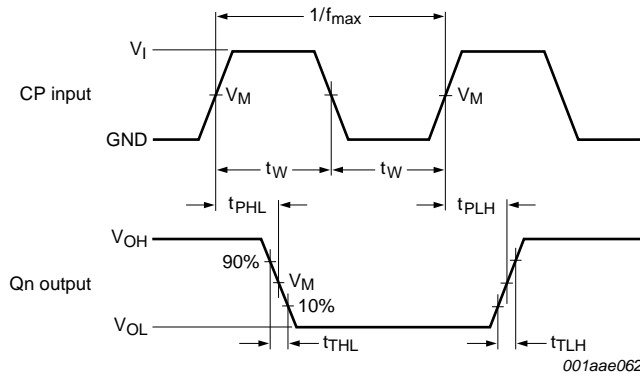 1/fmax
VI
CP input
VM
VM
GND
tW
tW
tPHL
tPLH
VOH
90%
VM
Qn output
10%
VOL
tTHL
tTLH
001aae062